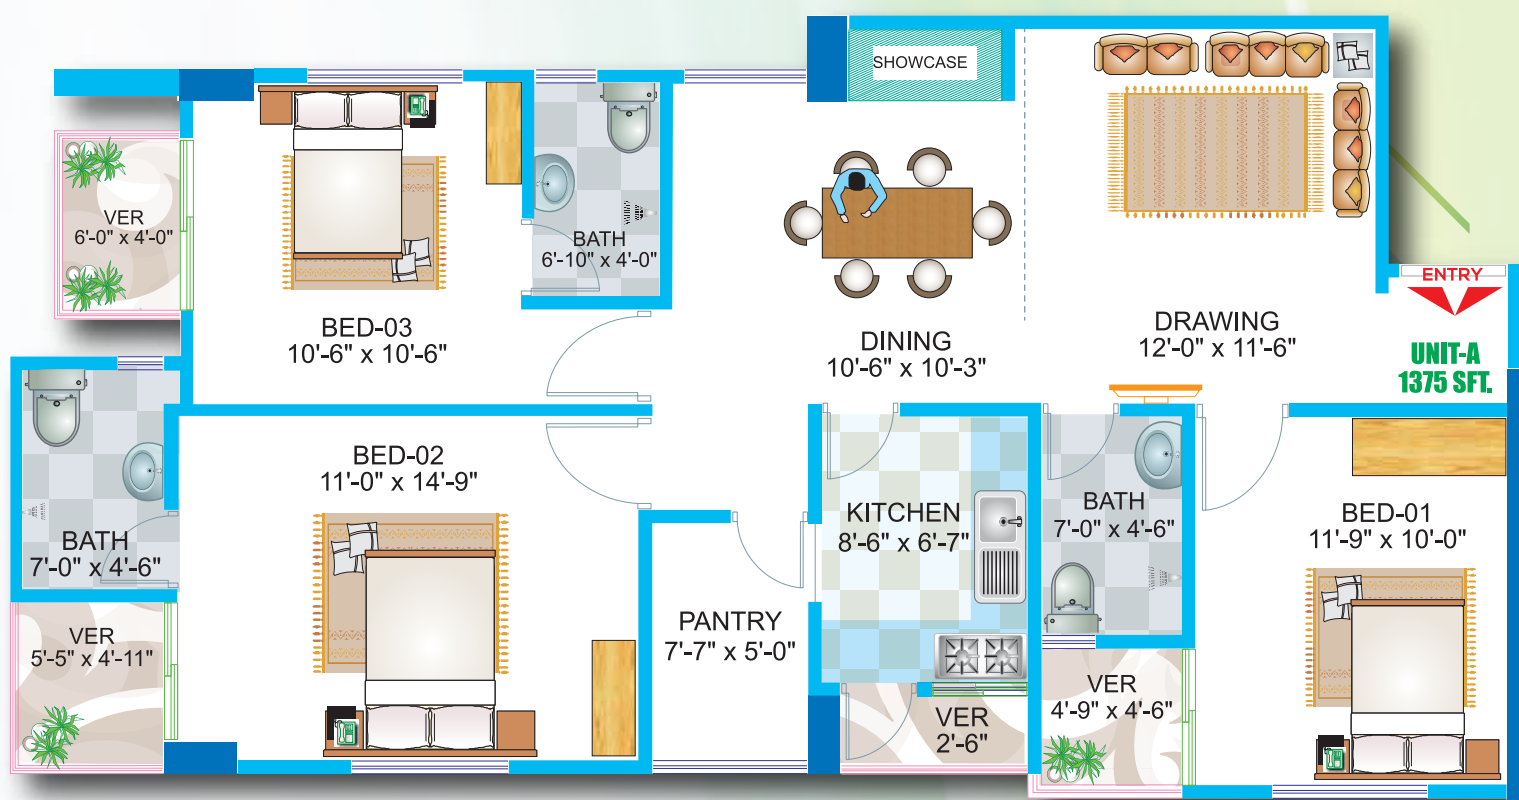 SHOWCASE
VER
6'-0" x 4'-0"
BATH
6'-10" x 4'-0"
BED-03
10'-6" x 10'-6"
DINING
10'-6" x 10'-3"
DRAWING
12'-0" x 11'-6"
ENTRY
UNIT-A
1375 SFT.
BED-02
11'-0" x 14'-9"
BATH
7'-0" x 4'-6"
KITCHEN
8'-6" x 6'-7"
BATH
7'-0" x 4'-6"
BED-01
11'-9" x 10'-0"
VER
5'-5" x 4'-11"
PANTRY
7'-7" x 5'-0"
VER
2'-6"
VER
4'-9" x 4'-6"